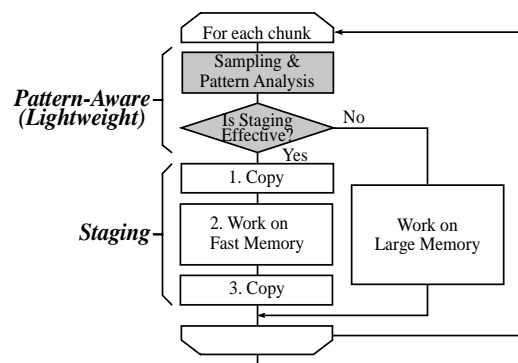 For each chunk
Sampling &
Pattern Analysis
Pattern-Aware
(Lightweight)
Is Staging
Effective?
No
Yes
1. Copy
Staging
2. Work on
Fast Memory
Work on
Large Memory
3. Copy